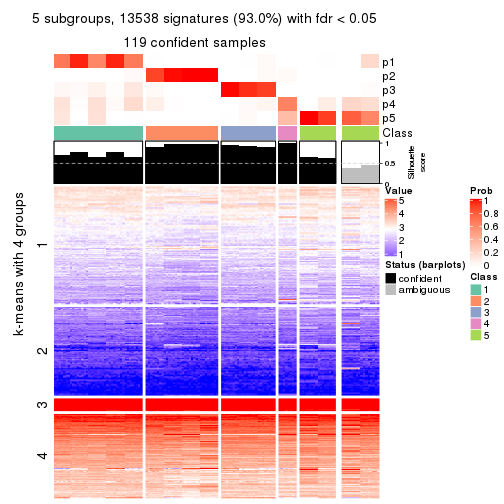 5 subgroups, 13538 signatures (93.0%) with fdr < 0.05
119 confident samples
p1
p2
p3
p4
p5
Class
1
0.5
0
Silhouette
score
k-means with 4 groups
1
2
3
4
Value
5
4
3
2
1
Status (barplots)
confident
ambiguous
Prob
1
0.8
0.6
0.4
0.2
0
Class
1
2
3
4
5